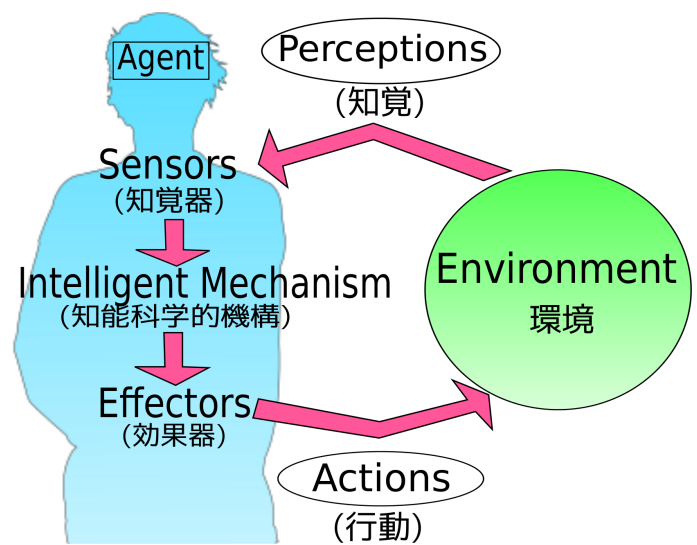 Agent
Perceptions
(知覚)
Sensors
(知覚器)
Intelligent Mechanism
(知能科学的機構)
Effectors
(効果器)
Environment
環境
Actions
(行動)